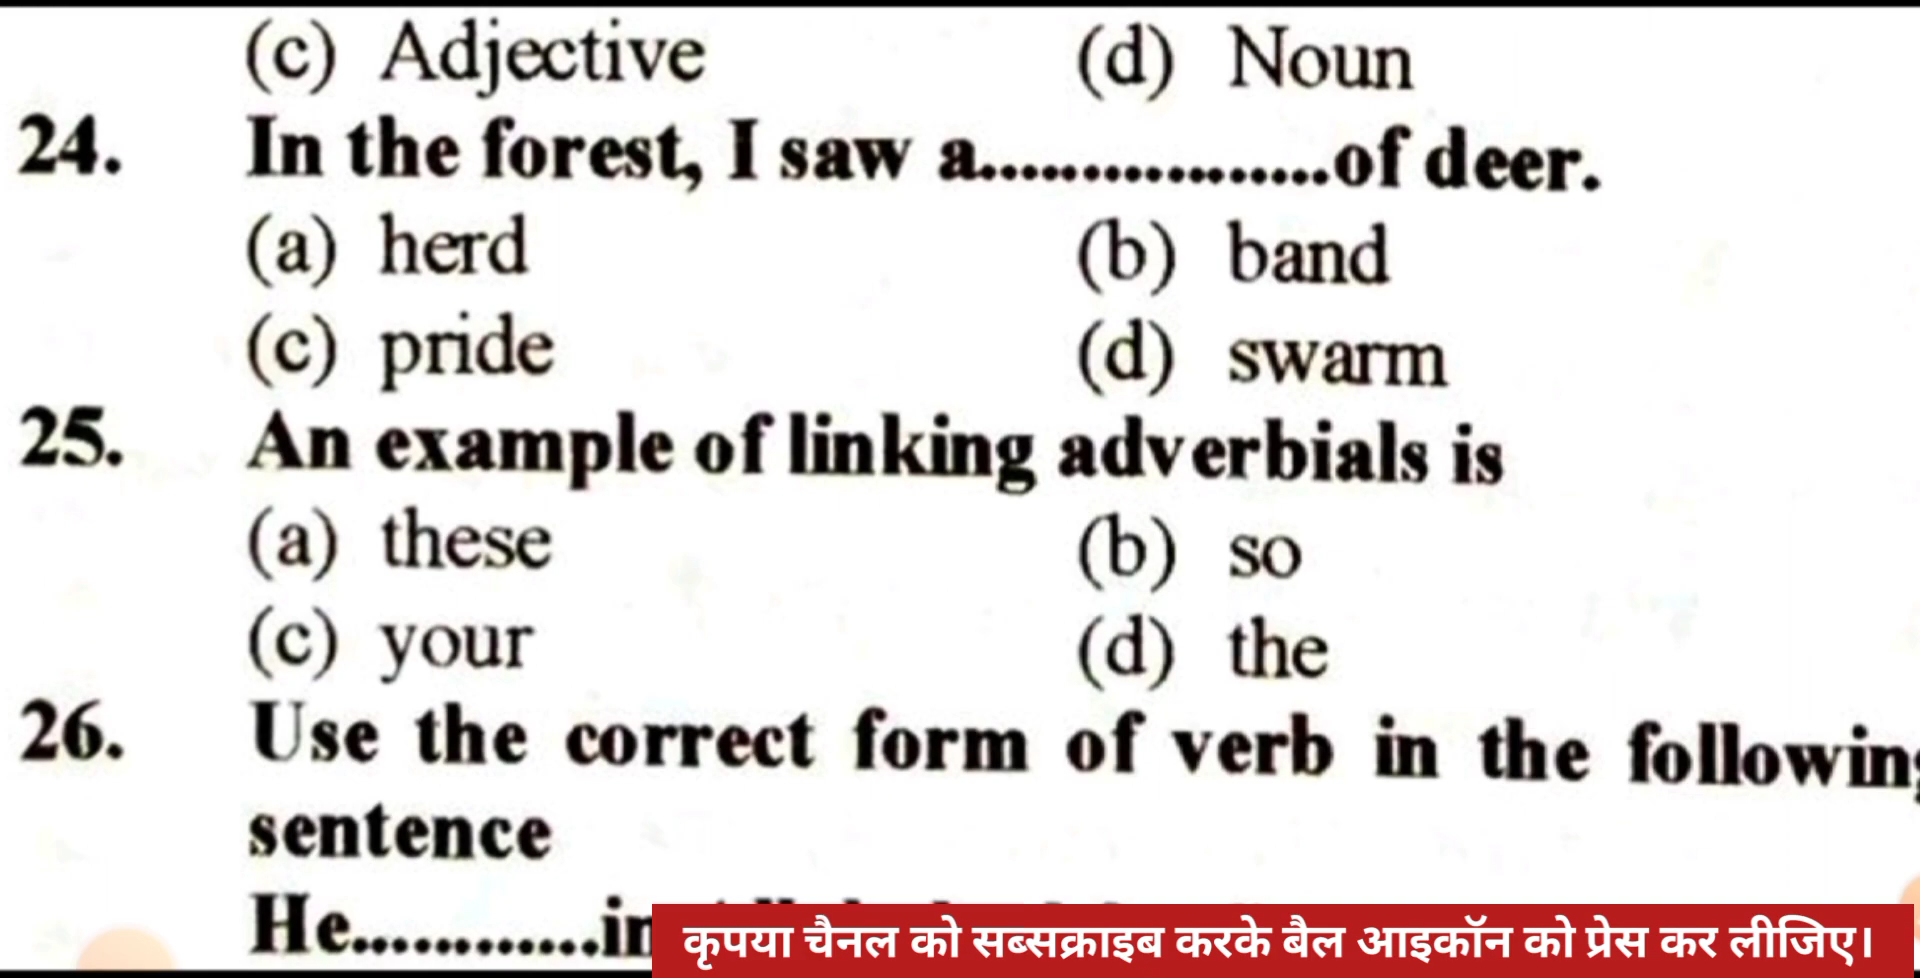 (c) Adjective (d) Noun
24. In the forest, I saw a.................of deer.
(a) herd (b) band
(c) pride (d) swarm
25. An example of linking adverbials is
(a) these (b) so
(c) your (d) the
26. Use the correct form of verb in the followin
sentence
He............in
कृपया चैनल को सब्सक्राइब करके बैल आइकॉन को प्रेस कर लीजिए।